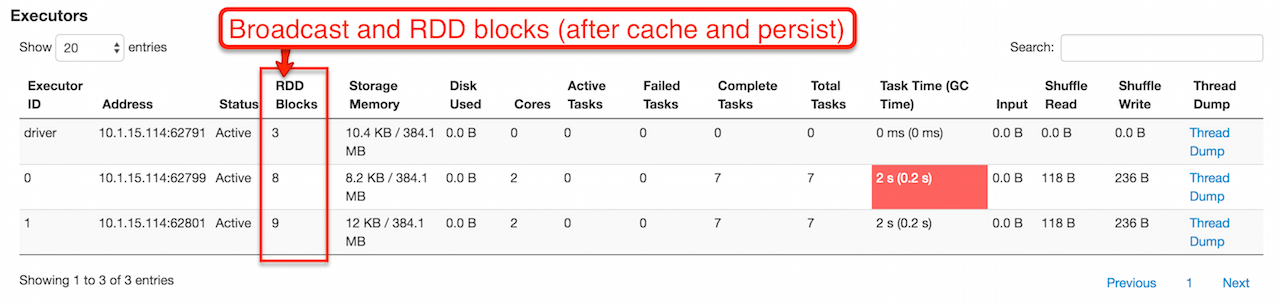 Executors
Broadcast and RDD blocks (after cache and persist)
Show 20 entries
Search:
Executor ID Address Status RDD Blocks Storage Memory Disk Used Cores Active Tasks Failed Tasks Complete Tasks Total Tasks Task Time (GC Time) Input Shuffle Read Shuffle Write Thread Dump
driver 10.1.15.114:62791 Active 3 10.4 KB / 384.1 MB 0.0 B 0 0 0 0 0 0 ms (0 ms) 0.0 B 0.0 B 0.0 B Thread Dump
0 10.1.15.114:62799 Active 8 8.2 KB / 384.1 MB 0.0 B 2 0 0 7 7 2 s (0.2 s) 0.0 B 118 B 236 B Thread Dump
1 10.1.15.114:62801 Active 9 12 KB / 384.1 MB 0.0 B 2 0 0 7 7 2 s (0.2 s) 0.0 B 118 B 236 B Thread Dump
Showing 1 to 3 of 3 entries
Previous 1 Next